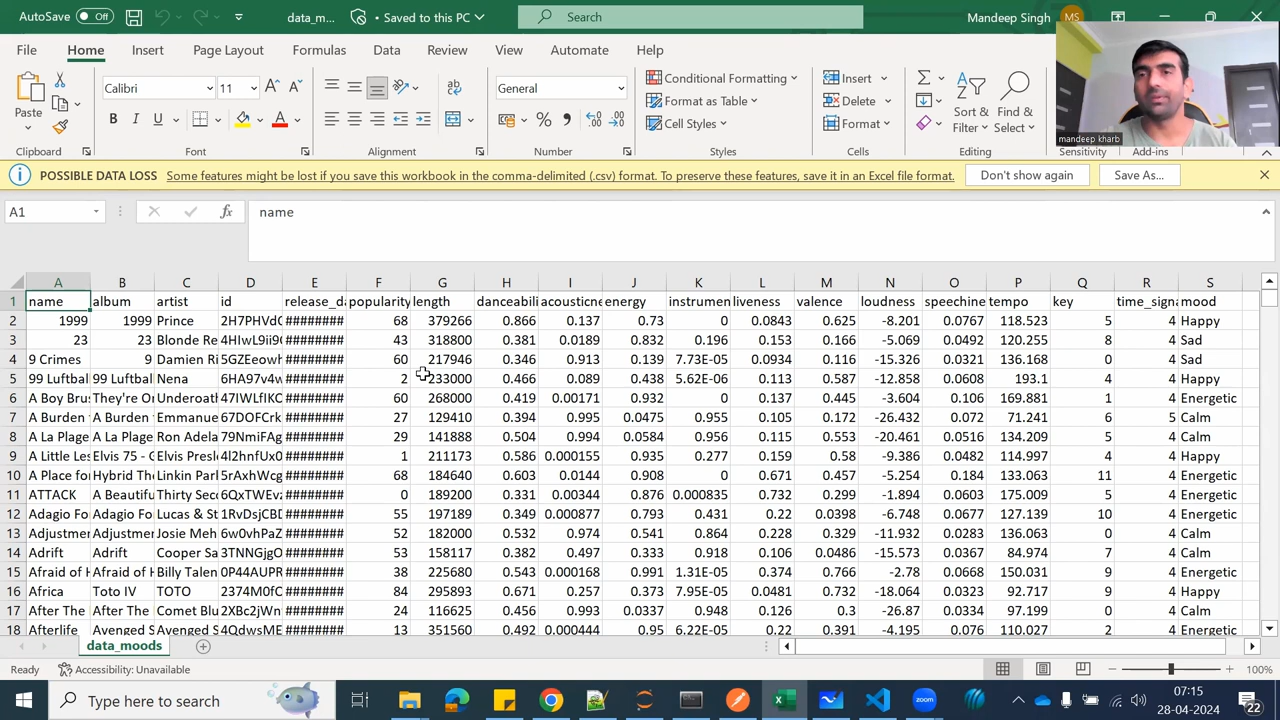 AutoSave Off data_m... • Saved to this PC Search Mandeep Singh MS
File Home Insert Page Layout Formulas Data Review View Automate Help
Calibri 11 General Conditional Formatting Insert
Paste Format as Table Delete Sort & Find &
B I U A Cell Styles Format Filter Select
mandeep kharb
Clipboard Font Alignment Number Styles Cells Editing Sensitivity Add-ins
POSSIBLE DATA LOSS Some features might be lost if you save this workbook in the comma-delimited (.csv) format. To preserve these features, save it in an Excel file format. Don't show again Save As...
A1 fx name
A B C D E F G H I J K L M N O P Q R S
1 name album artist id release_da popularity length danceabili acousticne energy instrumen liveness valence loudness speechine tempo key time_signa mood
2 1999 1999 Prince 2H7PHVdC ######## 68 379266 0.866 0.137 0.73 0 0.0843 0.625 -8.201 0.0767 118.523 5 4 Happy
3 23 23 Blonde Re 4HIwL9ii9C ######## 43 318800 0.381 0.0189 0.832 0.196 0.153 0.166 -5.069 0.0492 120.255 8 4 Sad
4 9 Crimes 9 Damien Ri 5GZEeowh ######## 60 217946 0.346 0.913 0.139 7.73E-05 0.0934 0.116 -15.326 0.0321 136.168 0 4 Sad
5 99 Luftbal 99 Luftbal Nena 6HA97v4w ######## 2 233000 0.466 0.089 0.438 5.62E-06 0.113 0.587 -12.858 0.0608 193.1 4 4 Happy
6 A Boy Brus They're On Underoath 47IWLfIKC ######## 60 268000 0.419 0.00171 0.932 0 0.137 0.445 -3.604 0.106 169.881 1 4 Energetic
7 A Burden A Burden Emmanue 67DOFCrk ######## 27 129410 0.394 0.995 0.0475 0.955 0.105 0.172 -26.432 0.072 71.241 6 5 Calm
8 A La Plage A La Plage Ron Adela 79NmiFAg ######## 29 141888 0.504 0.994 0.0584 0.956 0.115 0.553 -20.461 0.0516 134.209 5 4 Calm
9 A Little Les Elvis 75 - G Elvis Presl 4l2hnfUx0 ######## 1 211173 0.586 0.000155 0.935 0.277 0.159 0.58 -9.386 0.0482 114.997 4 4 Happy
10 A Place for Hybrid The Linkin Park 5rAxhWcg ######## 68 184640 0.603 0.0144 0.908 0 0.671 0.457 -5.254 0.184 133.063 11 4 Energetic
11 ATTACK A Beautifu Thirty Seco 6QxTWEvz ######## 0 189200 0.331 0.00344 0.876 0.000835 0.732 0.299 -1.894 0.0603 175.009 5 4 Energetic
12 Adagio Fo Adagio Fo Lucas & St 1RvDsjCBD ######## 55 197189 0.349 0.000877 0.793 0.431 0.22 0.0398 -6.748 0.0677 127.139 10 4 Energetic
13 Adjustmer Adjustmer Josie Meh 6w0vhPaZ ######## 52 182000 0.532 0.974 0.541 0.864 0.228 0.329 -11.932 0.0283 136.063 0 4 Calm
14 Adrift Adrift Cooper Sa 3TNNGjgO ######## 53 158117 0.382 0.497 0.333 0.918 0.106 0.0486 -15.573 0.0367 84.974 7 4 Calm
15 Afraid of H Afraid of H Billy Talen 0P44AUPR ######## 38 225680 0.543 0.000168 0.991 1.31E-05 0.374 0.766 -2.78 0.0668 150.031 9 4 Energetic
16 Africa Toto IV TOTO 2374M0fC ######## 84 295893 0.671 0.257 0.373 7.95E-05 0.0481 0.732 -18.064 0.0323 92.717 9 4 Happy
17 After The After The Comet Blu 2XBc2jWn ######## 24 116625 0.456 0.993 0.0337 0.948 0.126 0.3 -26.87 0.0334 97.199 0 4 Calm
18 Afterlife Avenged S Avenged S 4QdwsME ######## 13 351560 0.492 0.000444 0.95 6.22E-05 0.22 0.391 -4.195 0.076 110.027 2 4 Energetic
data_moods
Ready Accessibility: Unavailable 100%
Type here to search zoom 07:15
28-04-2024 22